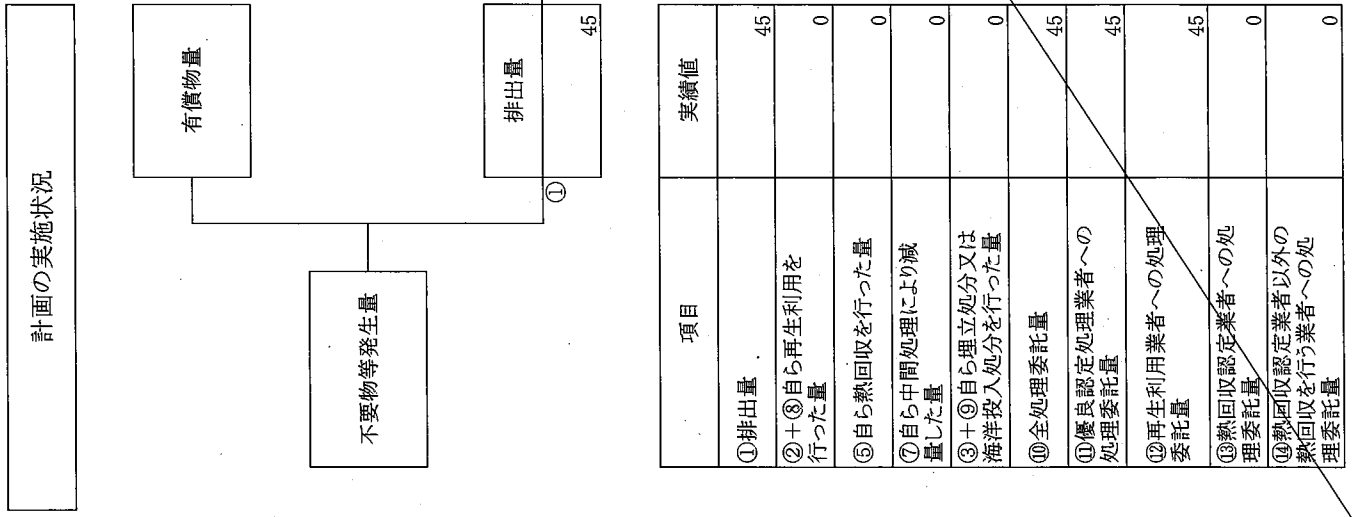 計画の実施状況
有償物量
不要物等発生量
排出量
①
45
項目
実績値
①排出量
45
②+⑧自ら再生利用を
行った量
0
⑤自ら熱回収を行った量
0
⑦自ら中間処理により減
量した量
0
③+⑨自ら埋立処分又は
海洋投入処分を行った量
0
⑩全処理委託量
45
⑪優良認定処理業者への
処理委託量
45
⑫再生利用業者への処理
委託量
45
⑬熱回収認定業者への処
理委託量
0
⑭熱回収認定業者以外の
熱回収を行う業者への処
理委託量
0